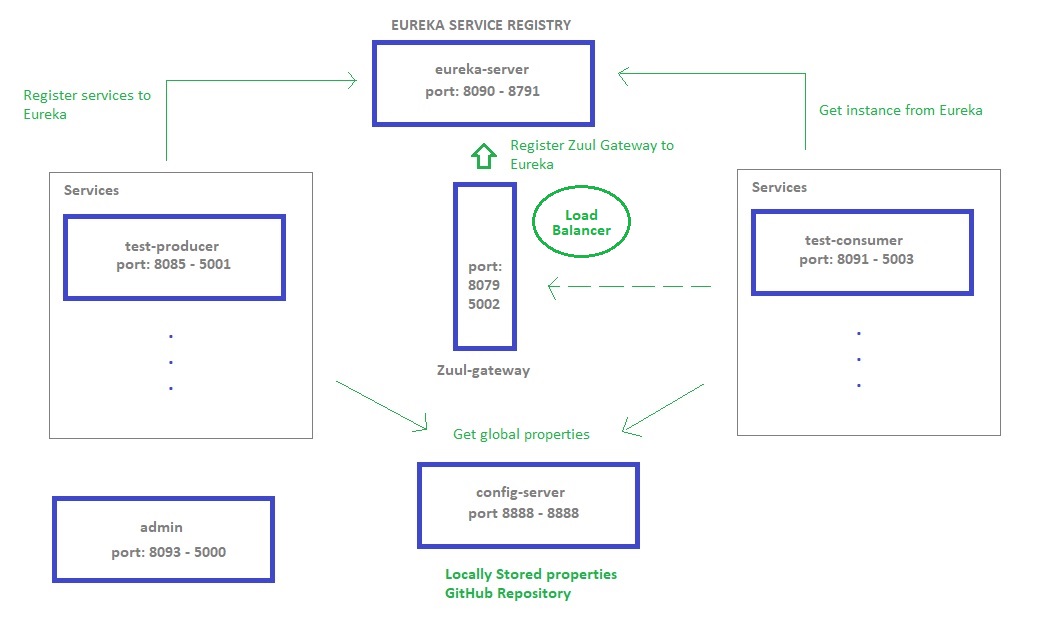 EUREKA SERVICE REGISTRY
eureka-server
port: 8090 - 8791
Register services to
Eureka
Get instance from Eureka
Register Zuul Gateway to
Eureka
Services
test-producer
port: 8085 - 5001
Load
Balancer
port:
8079
5002
Zuul-gateway
Services
test-consumer
port: 8091 - 5003
Get global properties
config-server
port 8888 - 8888
Locally Stored properties
GitHub Repository
admin
port: 8093 - 5000